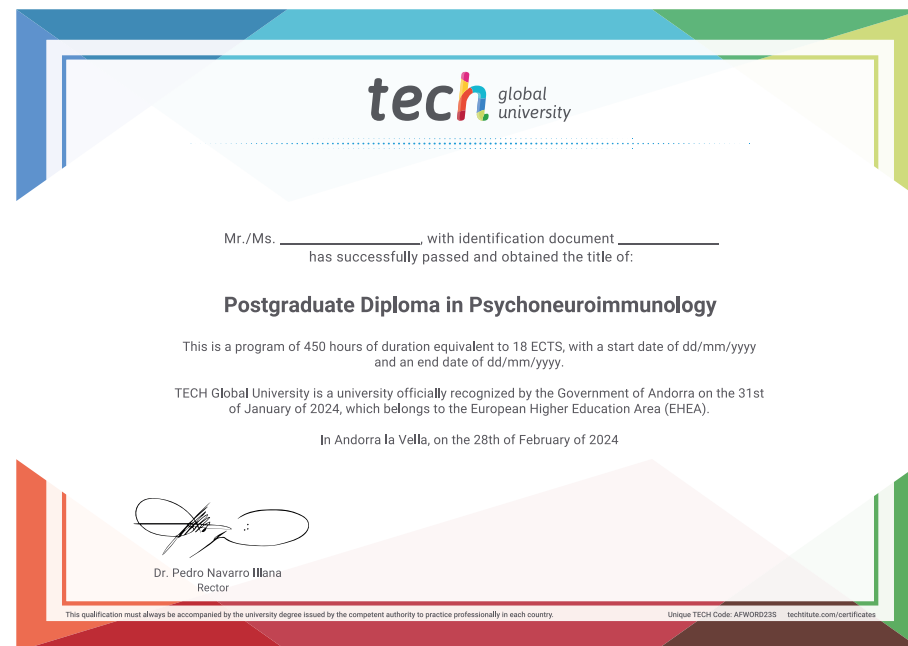 tech global university
Mr./Ms. ____________________, with identification document ______________
has successfully passed and obtained the title of:
Postgraduate Diploma in Psychoneuroimmunology
This is a program of 450 hours of duration equivalent to 18 ECTS, with a start date of dd/mm/yyyy
and an end date of dd/mm/yyyy.
TECH Global University is a university officially recognized by the Government of Andorra on the 31st
of January of 2024, which belongs to the European Higher Education Area (EHEA).
In Andorra la Vella, on the 28th of February of 2024
Dr. Pedro Navarro Illana
Rector
This qualification must always be accompanied by the university degree issued by the competent authority to practice professionally in each country. Unique TECH Code: AFWORD23S techtitute.com/certificates